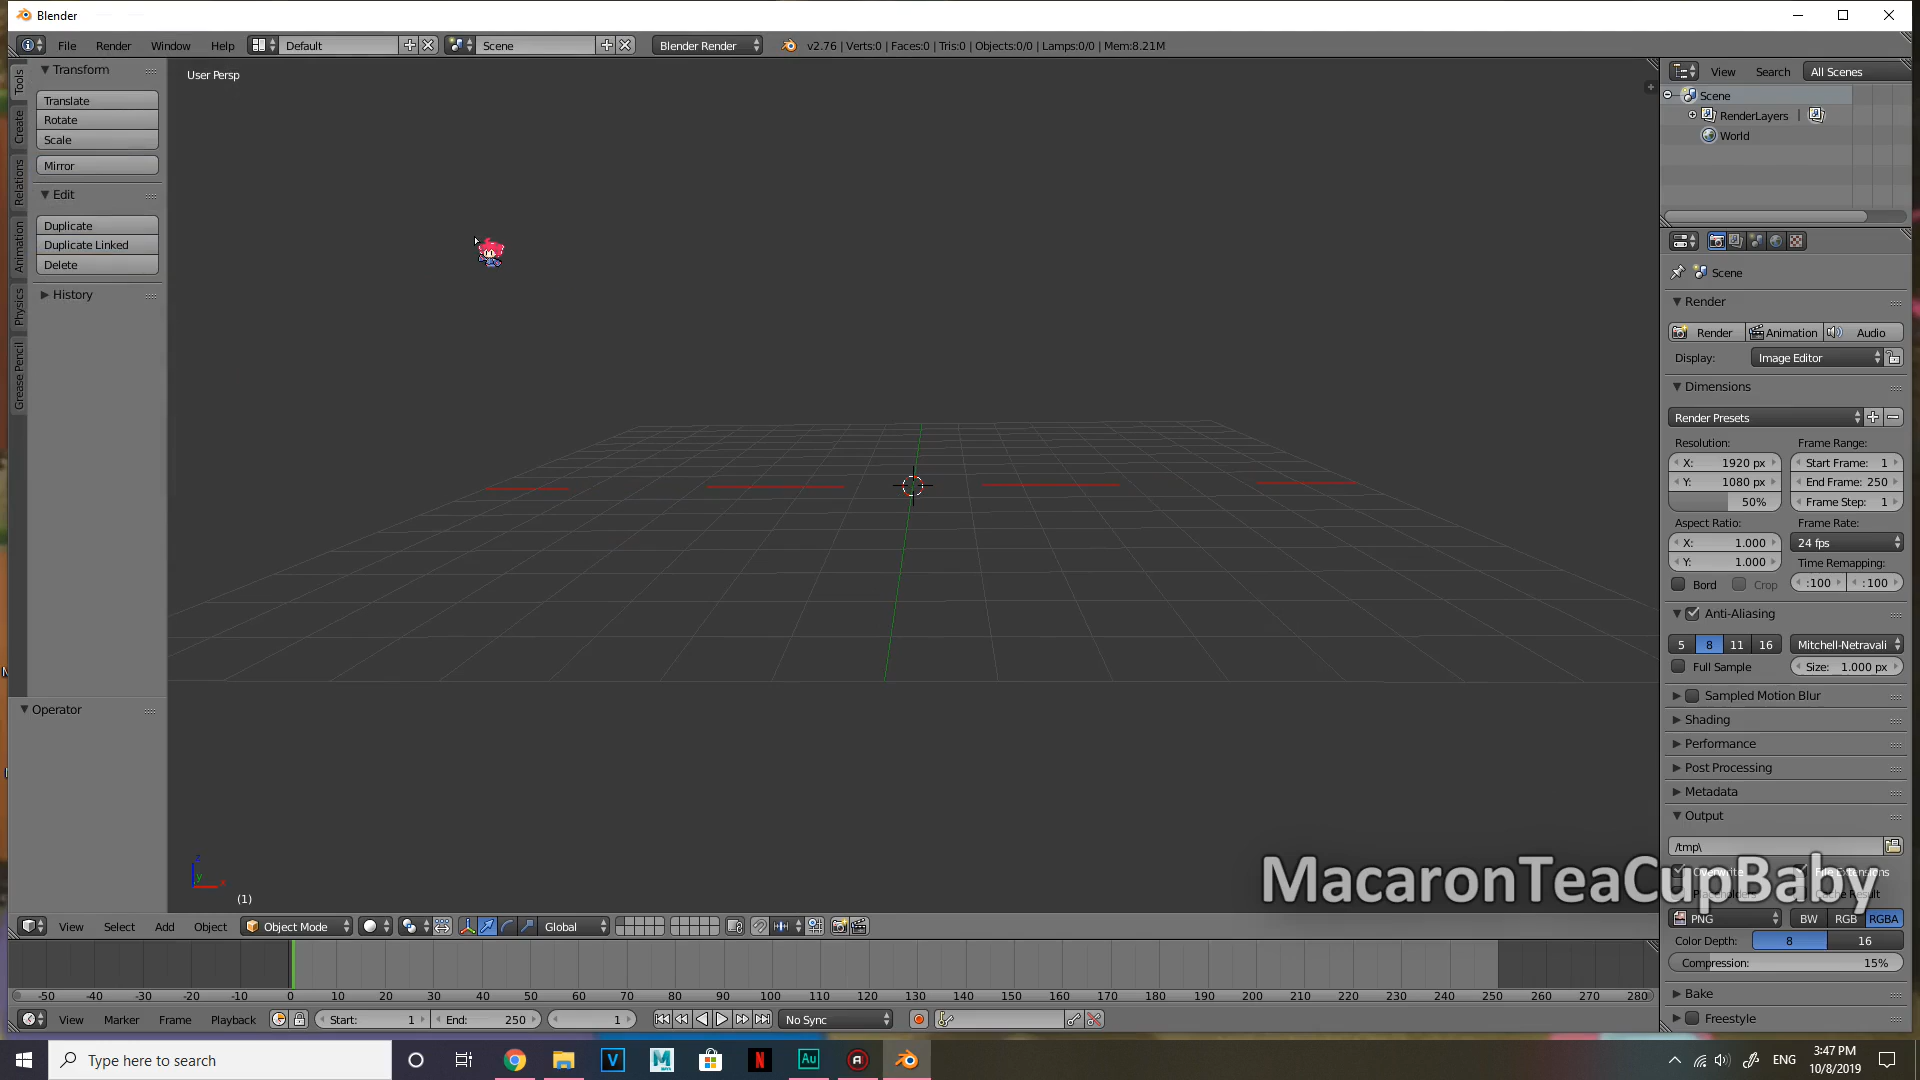 Blender
File Render Window Help Default Scene Blender Render v2.76 | Verts:0 | Faces:0 | Tris:0 | Objects:0/0 | Lamps:0/0 | Mem:8.21M
Tools
Create
Relations
Animation
Physics
Grease Pencil
Transform
Translate
Rotate
Scale
Mirror
Edit
Duplicate
Duplicate Linked
Delete
History
Operator
User Persp
z
y
x
(1)
View Search All Scenes
Scene
RenderLayers |
World
Scene
Render
Render Animation Audio
Display: Image Editor
Dimensions
Render Presets
Resolution: Frame Range:
X: 1920 px Start Frame: 1
Y: 1080 px End Frame: 250
50% Frame Step: 1
Aspect Ratio: Frame Rate:
X: 1.000 24 fps
Y: 1.000 Time Remapping:
Bord Crop :100 :100
Anti-Aliasing
5 8 11 16 Mitchell-Netravali
Full Sample Size: 1.000 px
Sampled Motion Blur
Shading
Performance
Post Processing
Metadata
Output
/tmp\
Overwrite File Extensions
Placeholders Cache Result
MacaronTeaCupBaby
PNG BW RGB RGBA
Color Depth: 8 16
Compression: 15%
Bake
Freestyle
View Select Add Object Object Mode Global
-50 -40 -30 -20 -10 0 10 20 30 40 50 60 70 80 90 100 110 120 130 140 150 160 170 180 190 200 210 220 230 240 250 260 270 280
View Marker Frame Playback Start: 1 End: 250 1 No Sync
Type here to search
V
M
N
Au
ENG
3:47 PM
10/8/2019